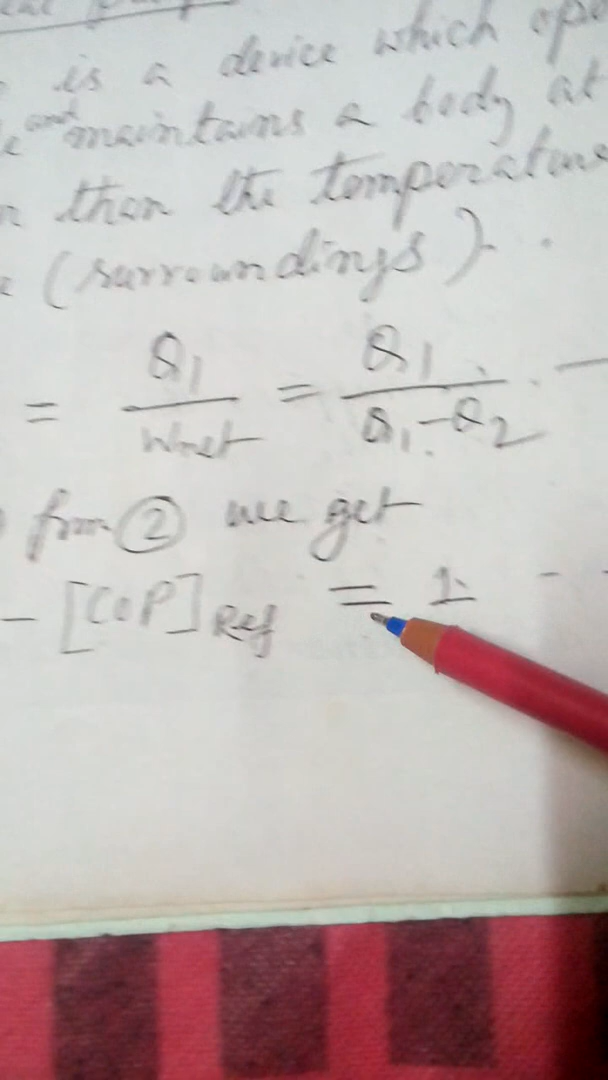 is a device which ope
and maintains a body at
than the temperature
(surroundings).
= Q1/Wnet = Q1/Q1-Q2 . —
from ② we get
- [COP]Ref = 1. - -